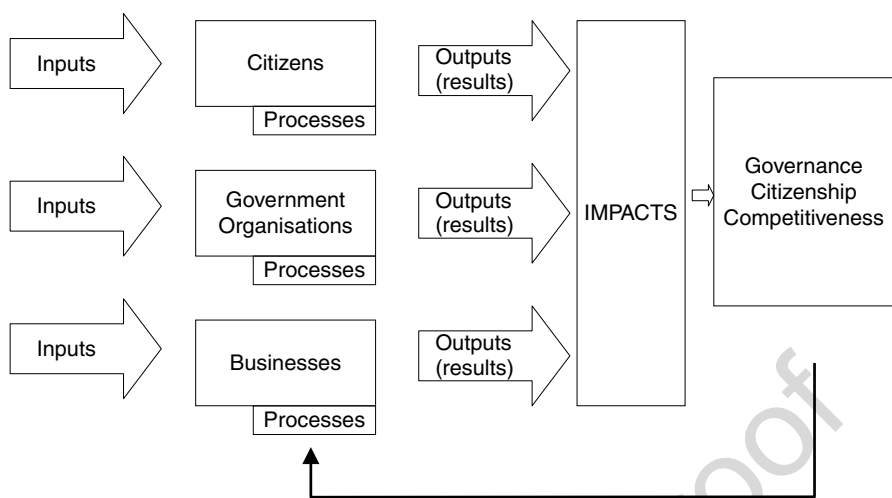 Inputs
Citizens
Processes
Outputs
(results)
Inputs
Government
Organisations
Processes
Outputs
(results)
IMPACTS
Governance
Citizenship
Competitiveness
Inputs
Businesses
Processes
Outputs
(results)